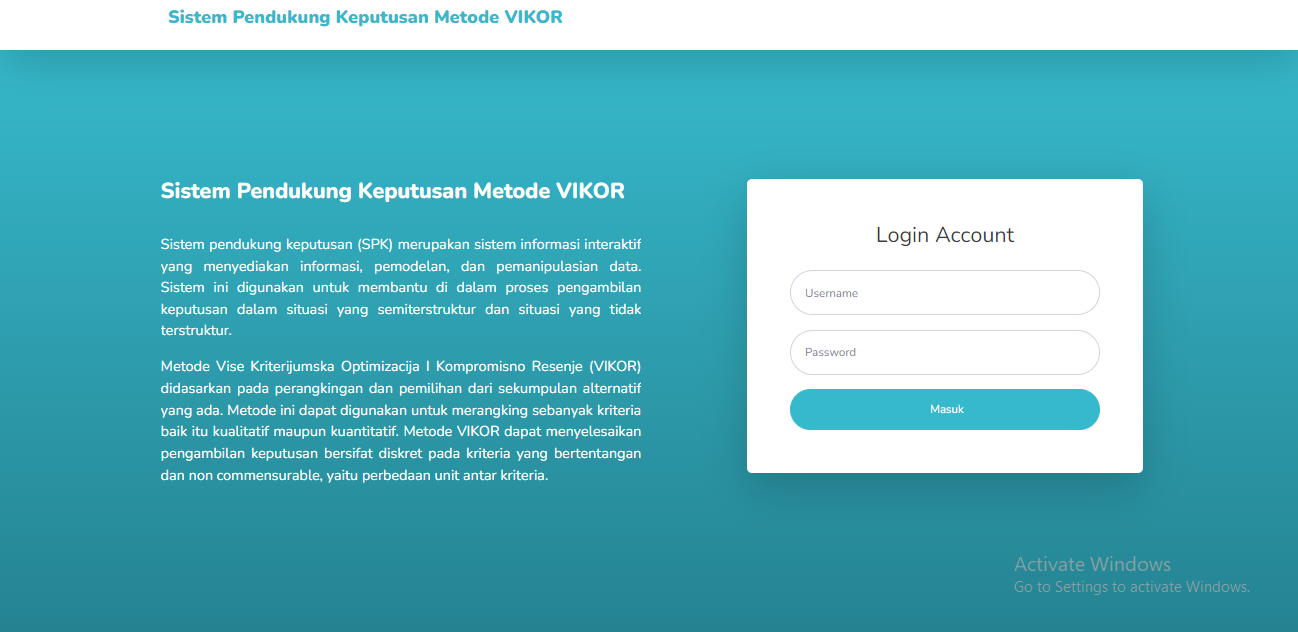 Sistem Pendukung Keputusan Metode VIKOR
Sistem Pendukung Keputusan Metode VIKOR
Sistem pendukung keputusan (SPK) merupakan sistem informasi interaktif
yang menyediakan informasi, pemodelan, dan pemanipulasian data.
Sistem ini digunakan untuk membantu di dalam proses pengambilan
keputusan dalam situasi yang semiterstruktur dan situasi yang tidak
terstruktur.
Metode Vise Kriterijumska Optimizacija I Kompromisno Resenje (VIKOR)
didasarkan pada perangkingan dan pemilihan dari sekumpulan alternatif
yang ada. Metode ini dapat digunakan untuk merangking sebanyak kriteria
baik itu kualitatif maupun kuantitatif. Metode VIKOR dapat menyelesaikan
pengambilan keputusan bersifat diskret pada kriteria yang bertentangan
dan non commensurable, yaitu perbedaan unit antar kriteria.
Login Account
Username
Password
Masuk
Activate Windows
Go to Settings to activate Windows.